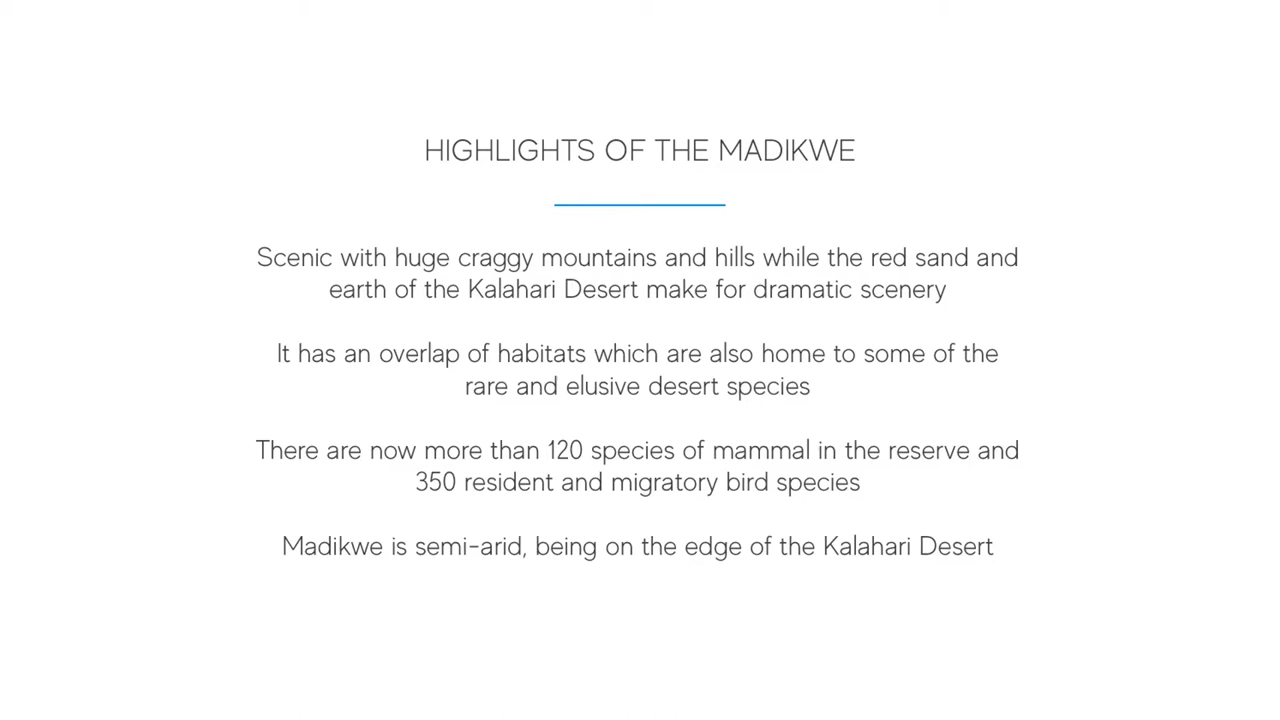 HIGHLIGHTS OF THE MADIKWE
Scenic with huge craggy mountains and hills while the red sand and
earth of the Kalahari Desert make for dramatic scenery
It has an overlap of habitats which are also home to some of the
rare and elusive desert species
There are now more than 120 species of mammal in the reserve and
350 resident and migratory bird species
Madikwe is semi-arid, being on the edge of the Kalahari Desert